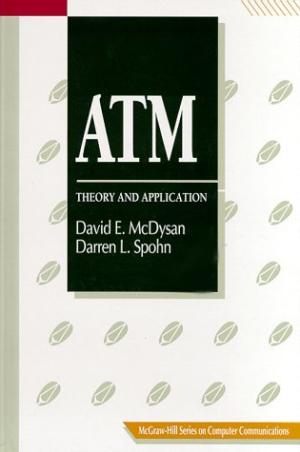 ATM
THEORY AND APPLICATION
David E. McDysan
Darren L. Spohn
McGraw-Hill Series on Computer Communications